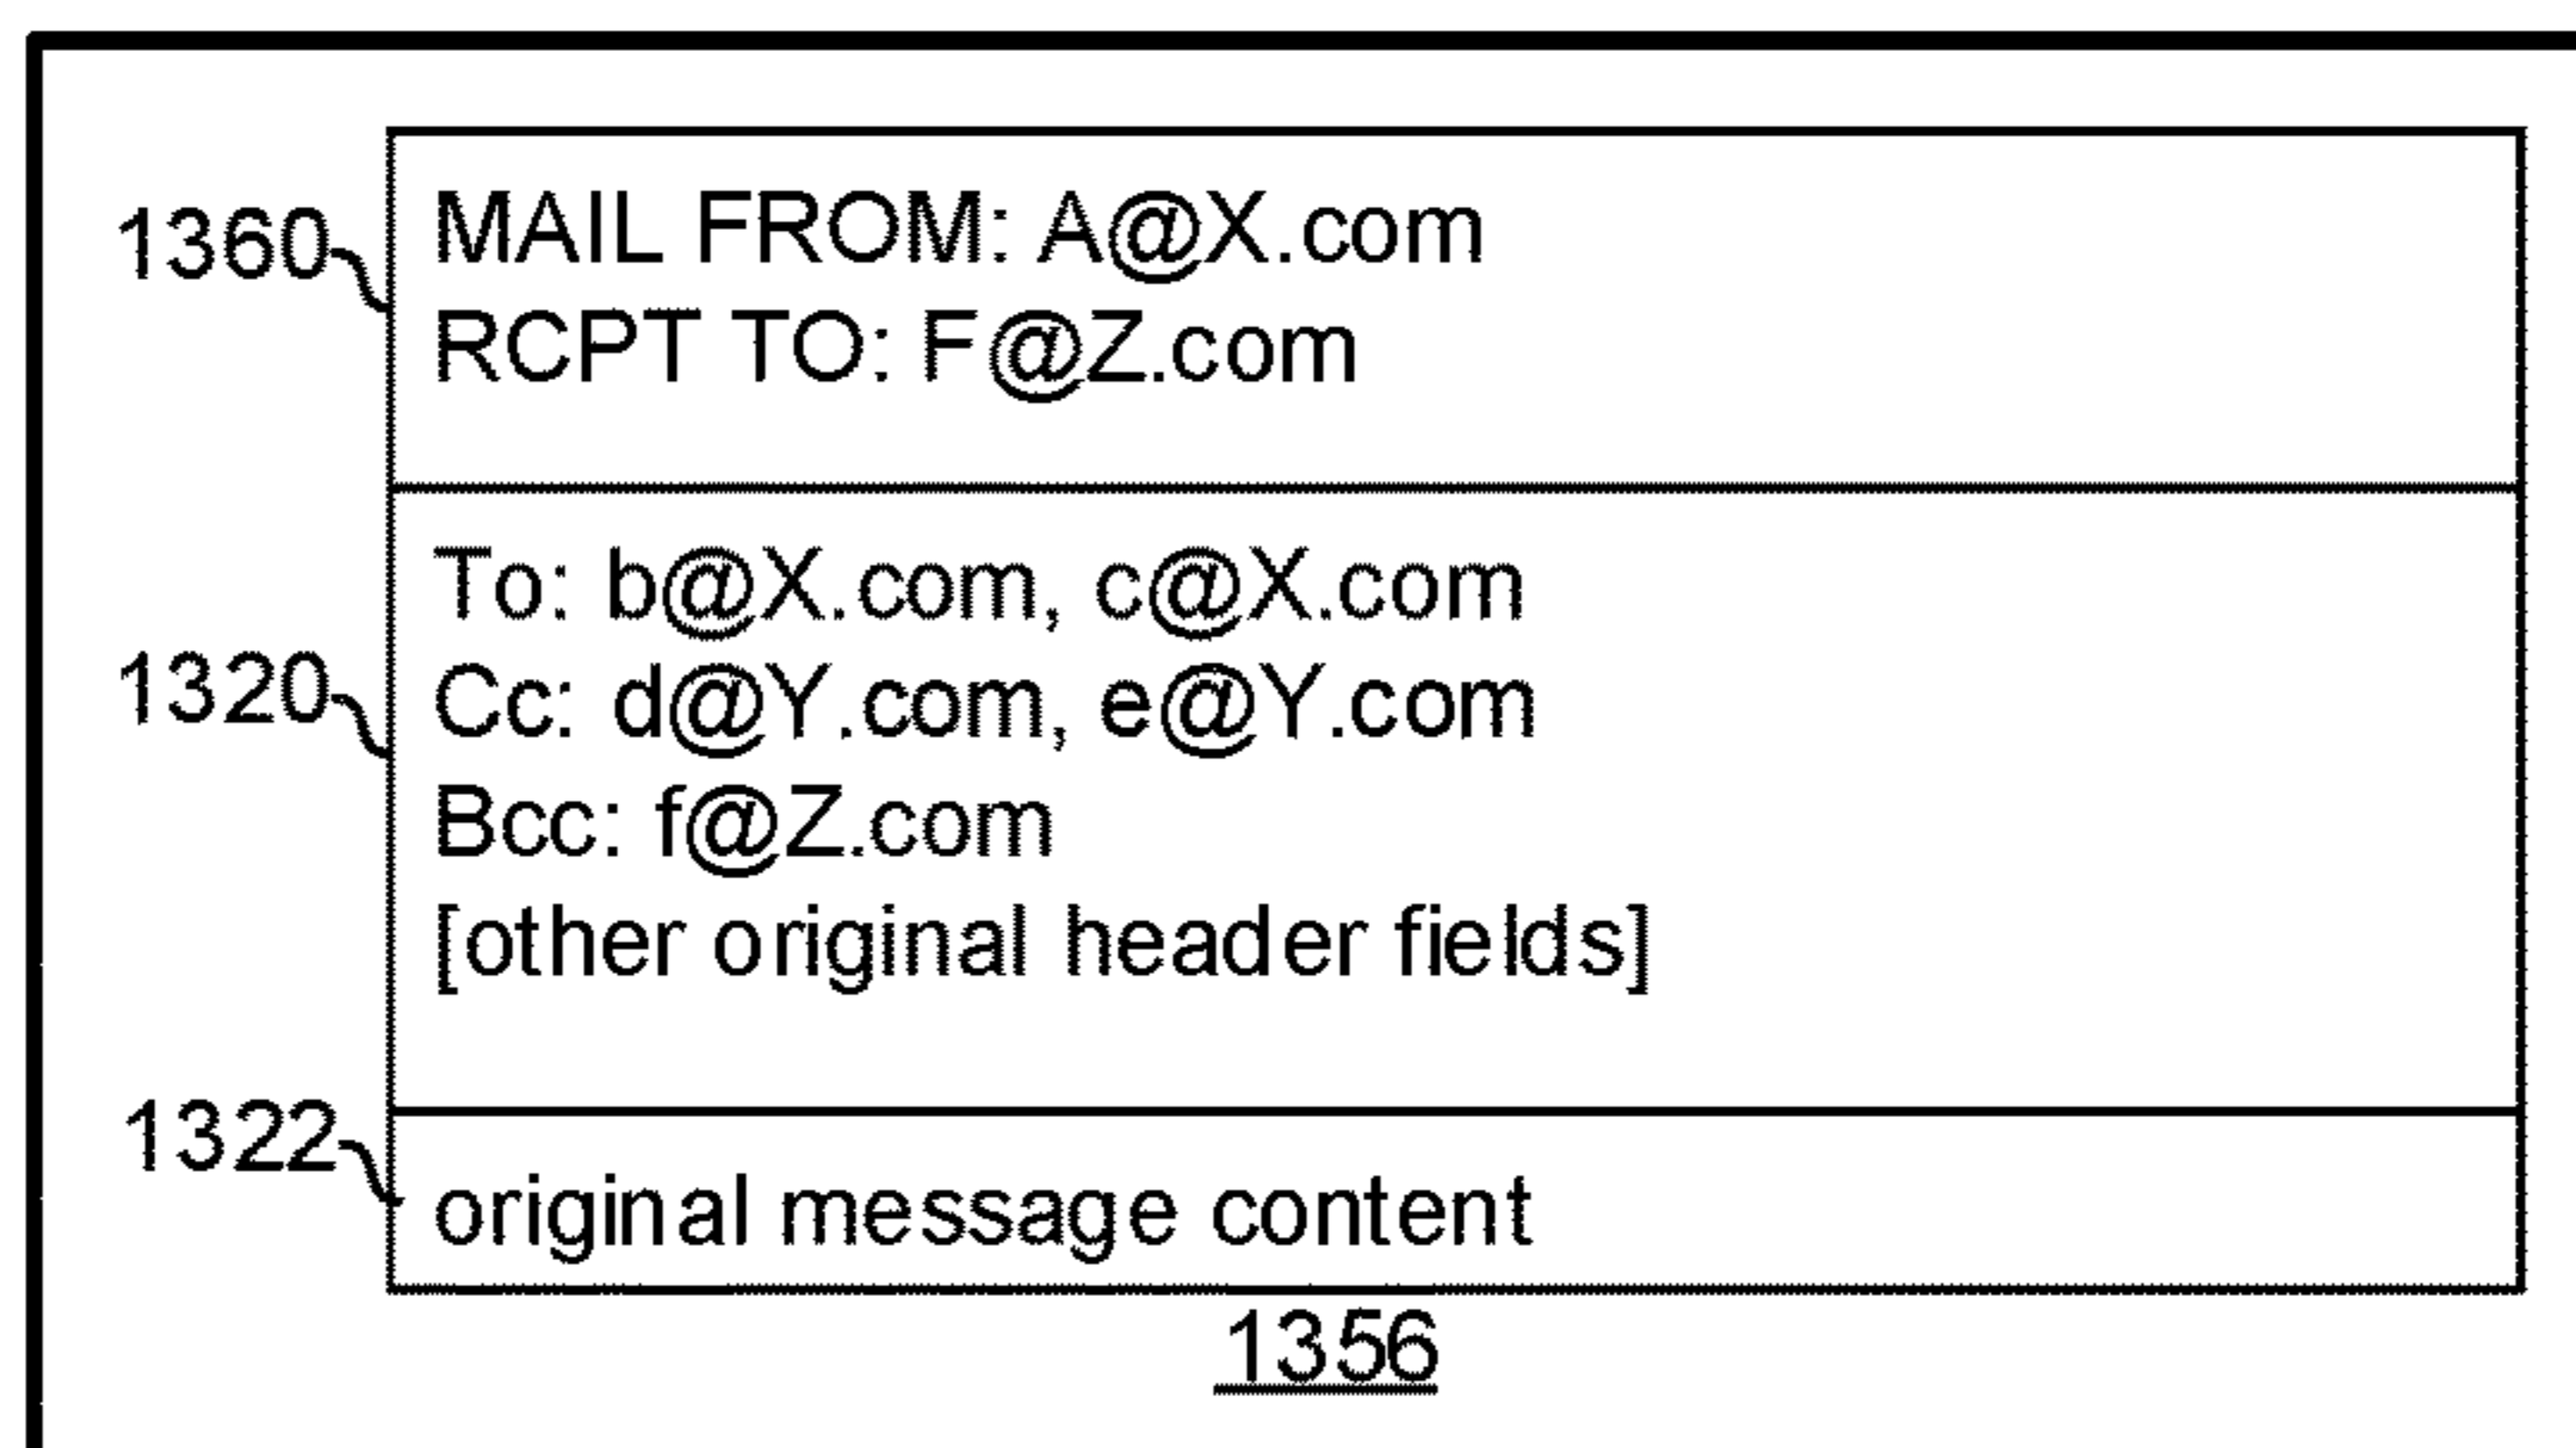 1360
MAIL FROM: A@X.com
RCPT TO: F@Z.com
1320
To: b@X.com, c@X.com
Cc: d@Y.com, e@Y.com
Bcc: f@Z.com
[other original header fields]
1322
original message content
1356